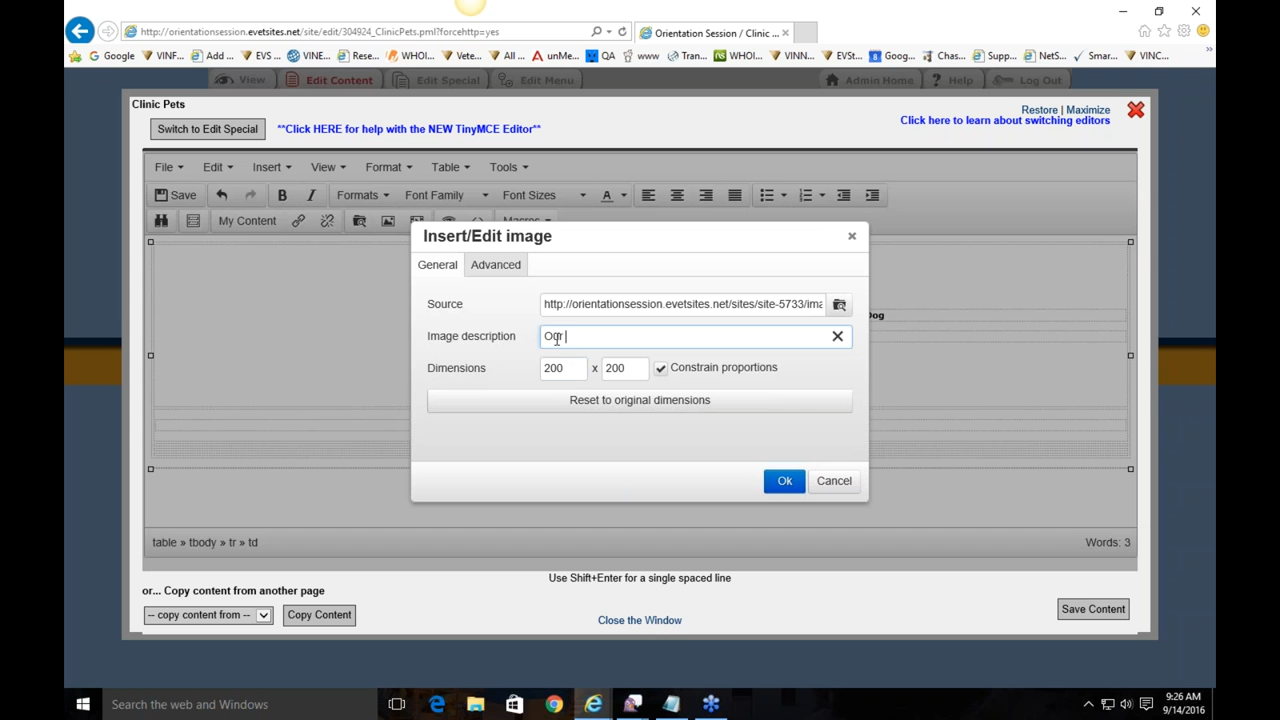 http://orientationsession.evetsites.net/site/edit/304924_ClinicPets.pml?forcehttp=yes
Orientation Session / Clinic ...
Google VINF... Add ... EVS ... VINE... Rese... WHOI... Vete... All ... unMe... QA www Tran... WHOI... VINN... EVSt... Goog... Chas... Supp... NetS... Smar... VINC...
View Edit Content Edit Special Edit Menu Admin Home Help Log Out
Clinic Pets
Restore | Maximize
Switch to Edit Special **Click HERE for help with the NEW TinyMCE Editor** Click here to learn about switching editors
File Edit Insert View Format Table Tools
Save B I Formats Font Family Font Sizes A
My Content Macros
Insert/Edit image
General Advanced
Source http://orientationsession.evetsites.net/sites/site-5733/ima
Dog
Image description Our
Dimensions 200 x 200 Constrain proportions
Reset to original dimensions
Ok Cancel
table » tbody » tr » td Words: 3
Use Shift+Enter for a single spaced line
or... Copy content from another page
-- copy content from -- Copy Content Save Content
Close the Window
Search the web and Windows
9:26 AM
9/14/2016